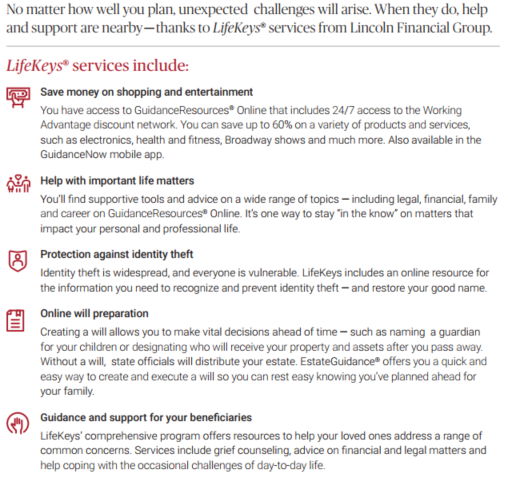 No matter how well you plan, unexpected challenges will arise. When they do, help
and support are nearby—thanks to LifeKeys® services from Lincoln Financial Group.
LifeKeys® services include:
Save money on shopping and entertainment
You have access to GuidanceResources® Online that includes 24/7 access to the Working
Advantage discount network. You can save up to 60% on a variety of products and services,
such as electronics, health and fitness, Broadway shows and much more. Also available in the
GuidanceNow mobile app.
Help with important life matters
You'll find supportive tools and advice on a wide range of topics — including legal, financial, family
and career on GuidanceResources® Online. It's one way to stay “in the know” on matters that
impact your personal and professional life.
Protection against identity theft
Identity theft is widespread, and everyone is vulnerable. LifeKeys includes an online resource for
the information you need to recognize and prevent identity theft — and restore your good name.
Online will preparation
Creating a will allows you to make vital decisions ahead of time — such as naming a guardian
for your children or designating who will receive your property and assets after you pass away.
Without a will, state officials will distribute your estate. EstateGuidance® offers you a quick and
easy way to create and execute a will so you can rest easy knowing you've planned ahead for
your family.
Guidance and support for your beneficiaries
LifeKeys' comprehensive program offers resources to help your loved ones address a range of
common concerns. Services include grief counseling, advice on financial and legal matters and
help coping with the occasional challenges of day-to-day life.